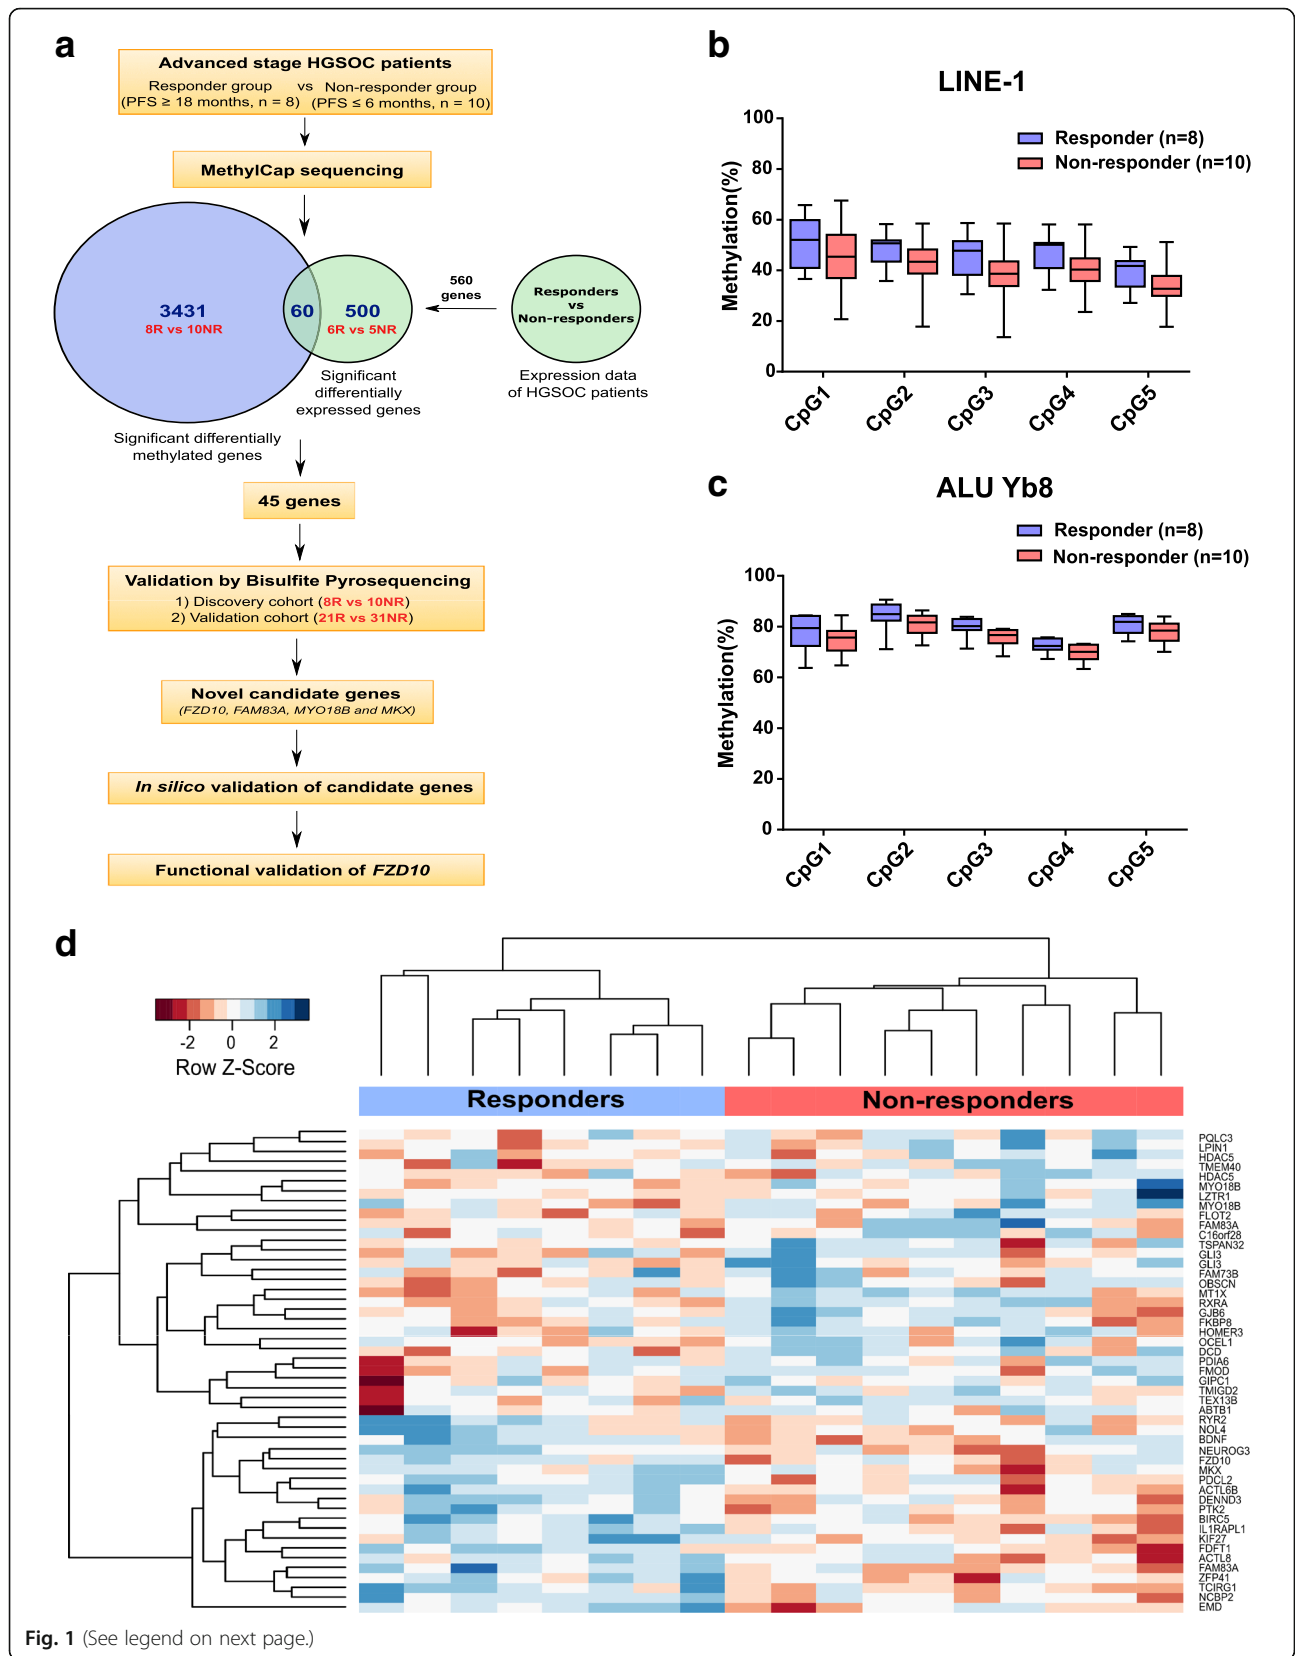 a
Advanced stage HGSOC patients
Responder group vs Non-responder group
(PFS ≥ 18 months, n = 8) (PFS ≤ 6 months, n = 10)
MethylCap sequencing
3431
8R vs 10NR
60
500
6R vs 5NR
560
genes
Responders
vs
Non-responders
Significant
differentially
expressed genes
Expression data
of HGSOC patients
Significant differentially
methylated genes
45 genes
Validation by Bisulfite Pyrosequencing
1) Discovery cohort (8R vs 10NR)
2) Validation cohort (21R vs 31NR)
Novel candidate genes
(FZD10, FAM83A, MYO18B and MKX)
In silico validation of candidate genes
Functional validation of FZD10
b
LINE-1
Responder (n=8)
Non-responder (n=10)
Methylation(%)
100
80
60
40
20
0
CpG1
CpG2
CpG3
CpG4
CpG5
c
ALU Yb8
Responder (n=8)
Non-responder (n=10)
Methylation(%)
100
80
60
40
20
0
CpG1
CpG2
CpG3
CpG4
CpG5
d
-2 0 2
Row Z-Score
Responders
Non-responders
PQLC3
LPIN1
HDAC5
TMEM40
HDAC5
MYO18B
LZTR1
MYO18B
FLOT2
FAM83A
C16orf28
TSPAN32
GLI3
GLI3
FAM73B
OBSCN
MT1X
RXRA
GJB6
FKBP8
HOMER3
OCEL1
DCD
PDIA6
FMOD
GIPC1
TMIGD2
TEX13B
ABTB1
RYR2
NOL4
BDNF
NEUROG3
FZD10
MKX
PDCL2
ACTL6B
DENND3
PTK2
BIRC5
IL1RAPL1
KIF27
FDFT1
ACTL8
FAM83A
ZFP41
TCIRG1
NCBP2
EMD
Fig. 1 (See legend on next page.)